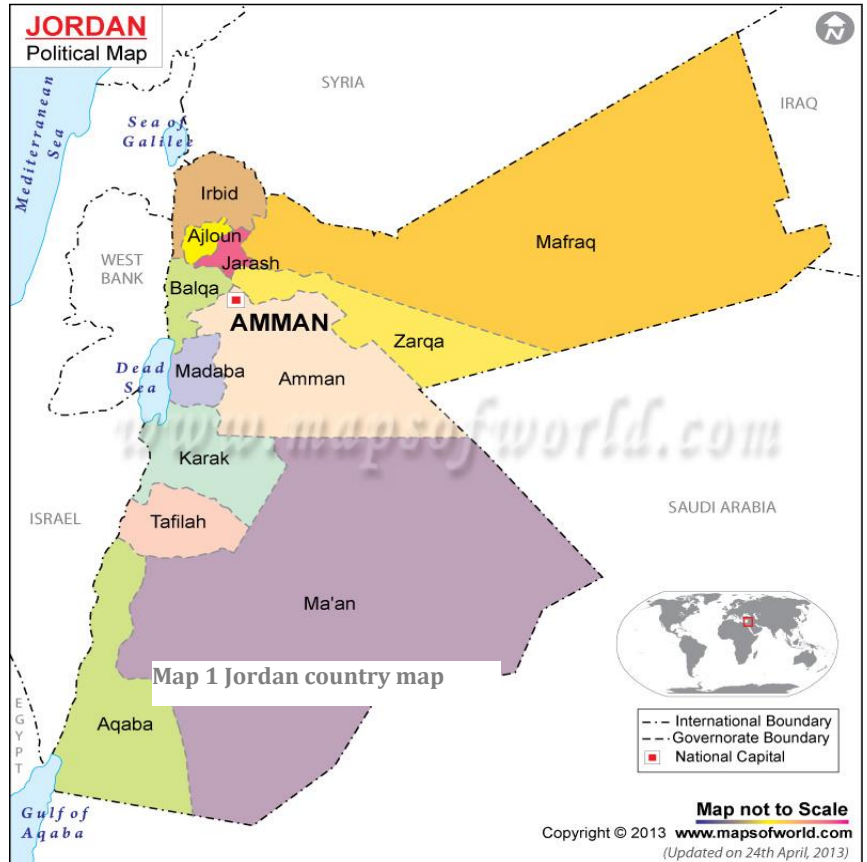 JORDAN
Political Map
N
SYRIA
IRAQ
Mediterranean
Sea
Sea of
Galilee
Irbid
Ajloun
Jarash
Mafraq
WEST
BANK
Balqa
AMMAN
Zarqa
Dead
Sea
Madaba
Amman
www.mapsofworld.com
Karak
ISRAEL
Tafilah
SAUDI ARABIA
Ma'an
Map 1 Jordan country map
EGYPT
Aqaba
Gulf of
Aqaba
International Boundary
Governorate Boundary
National Capital
Map not to Scale
Copyright © 2013 www.mapsofworld.com
(Updated on 24th April, 2013)